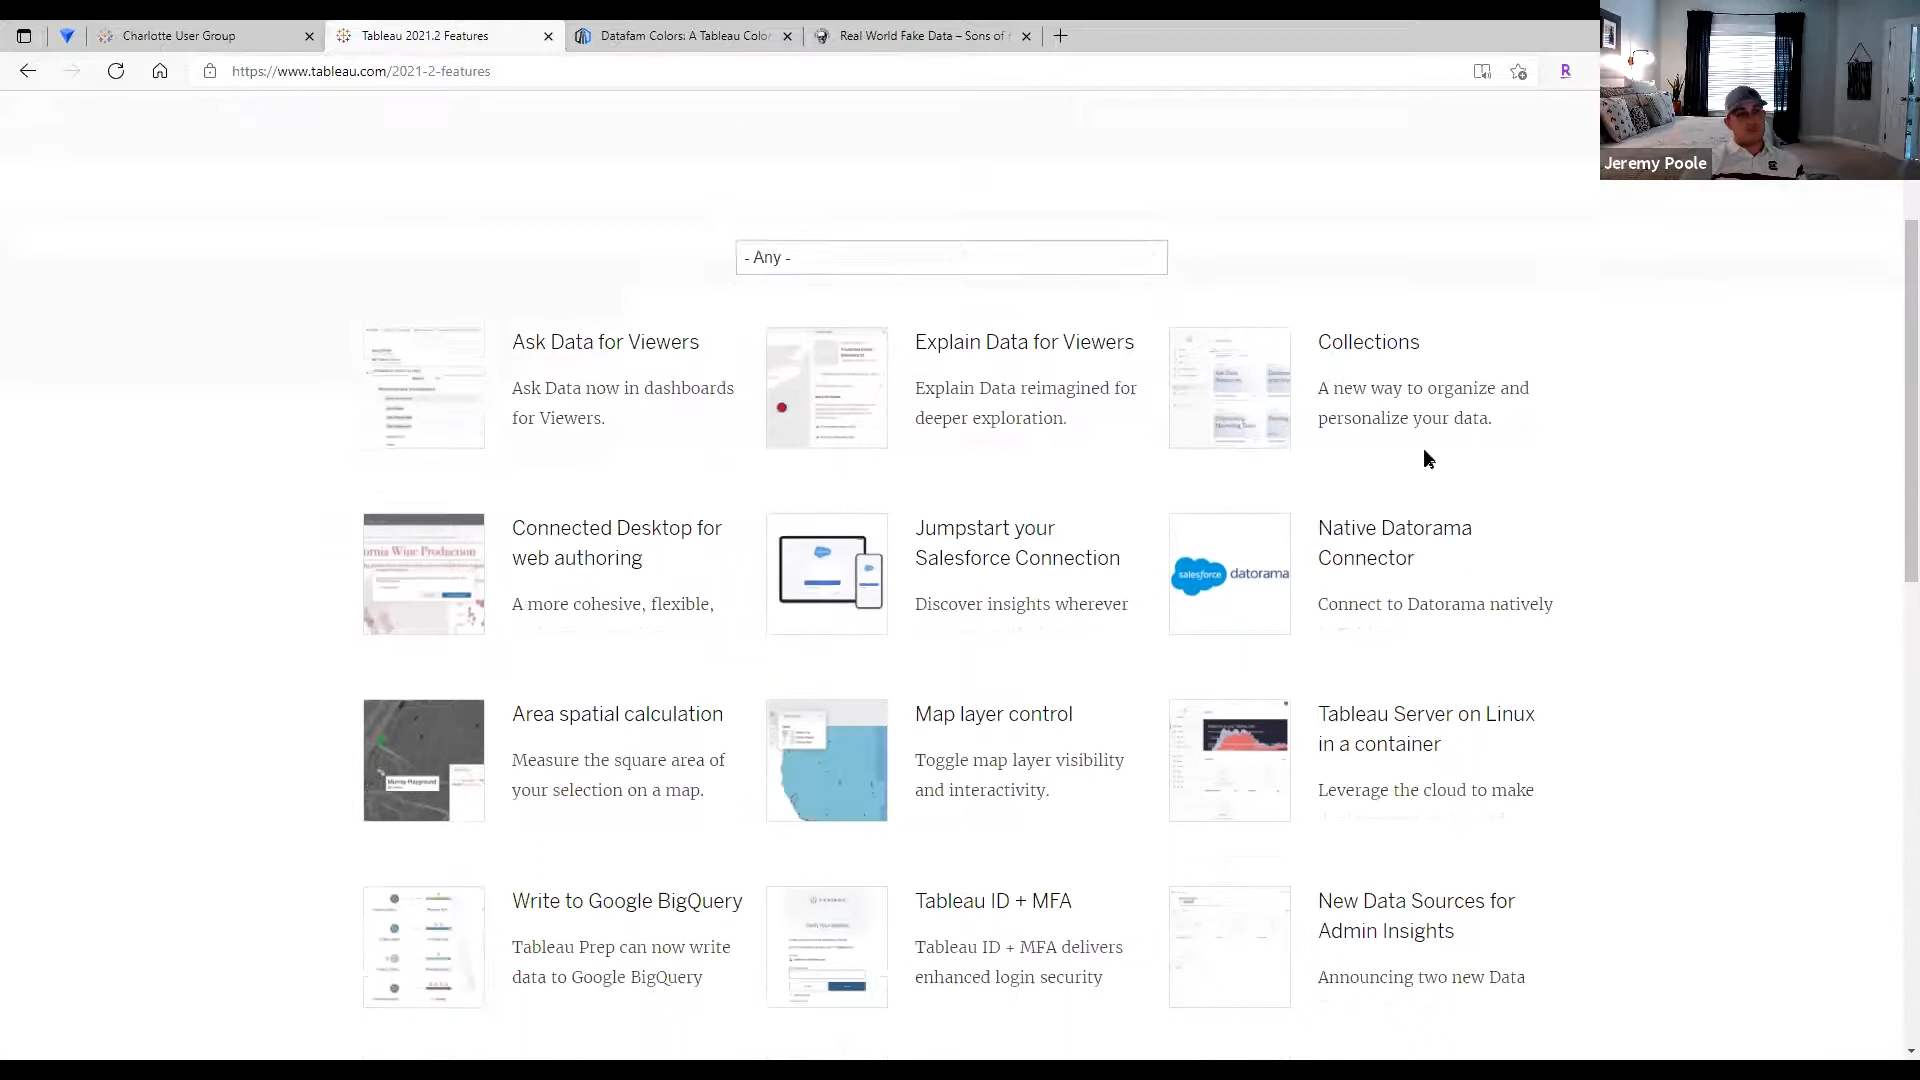 Charlotte User Group
Tableau 2021.2 Features
Datafam Colors: A Tableau Color
Real World Fake Data – Sons of
https://www.tableau.com/2021-2-features
R
Jeremy Poole
- Any -
Ask Data for Viewers
Ask Data now in dashboards
for Viewers.
Explain Data for Viewers
Explain Data reimagined for
deeper exploration.
Collections
A new way to organize and
personalize your data.
ornia Wine Production
Connected Desktop for
web authoring
A more cohesive, flexible,
Jumpstart your
Salesforce Connection
Discover insights wherever
salesforce datorama
Native Datorama
Connector
Connect to Datorama natively
Murray Playground
Area spatial calculation
Measure the square area of
your selection on a map.
Map layer control
Toggle map layer visibility
and interactivity.
Tableau Server on Linux
in a container
Leverage the cloud to make
Write to Google BigQuery
Tableau Prep can now write
data to Google BigQuery
Tableau ID + MFA
Tableau ID + MFA delivers
enhanced login security
New Data Sources for
Admin Insights
Announcing two new Data